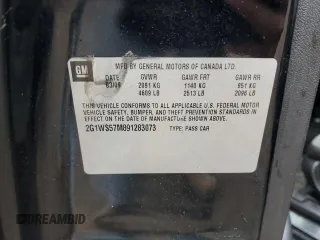 GM
MFD BY GENERAL MOTORS OF CANADA LTD.
DATE GVWR GAWR FRT GAWR RR
03/09 2091 KG 1140 KG 951 KG
4609 LB 2513 LB 2096 LB
THIS VEHICLE CONFORMS TO ALL APPLICABLE U.S. FEDERAL MOTOR
VEHICLE SAFETY, BUMPER, AND THEFT PREVENTION STANDARDS
IN EFFECT ON THE DATE OF MANUFACTURE SHOWN ABOVE.
2G1WS57M891283073 TYPE: PASS CAR
© DREAMBID